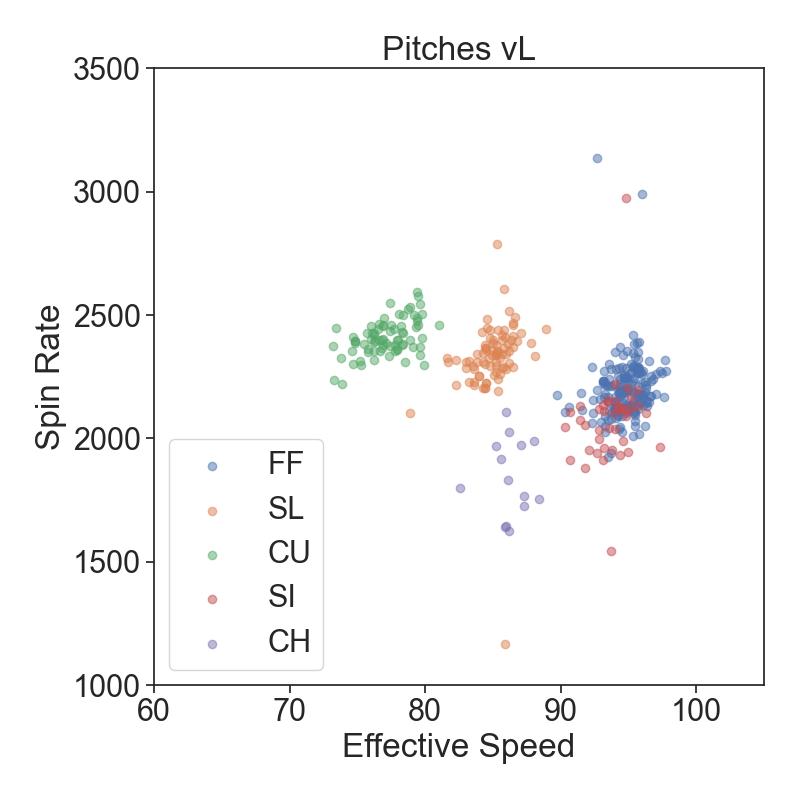 Pitches vL
3500
3000
2500
2000
1500
1000
Spin Rate
FF
SL
CU
SI
CH
60 70 80 90 100
Effective Speed